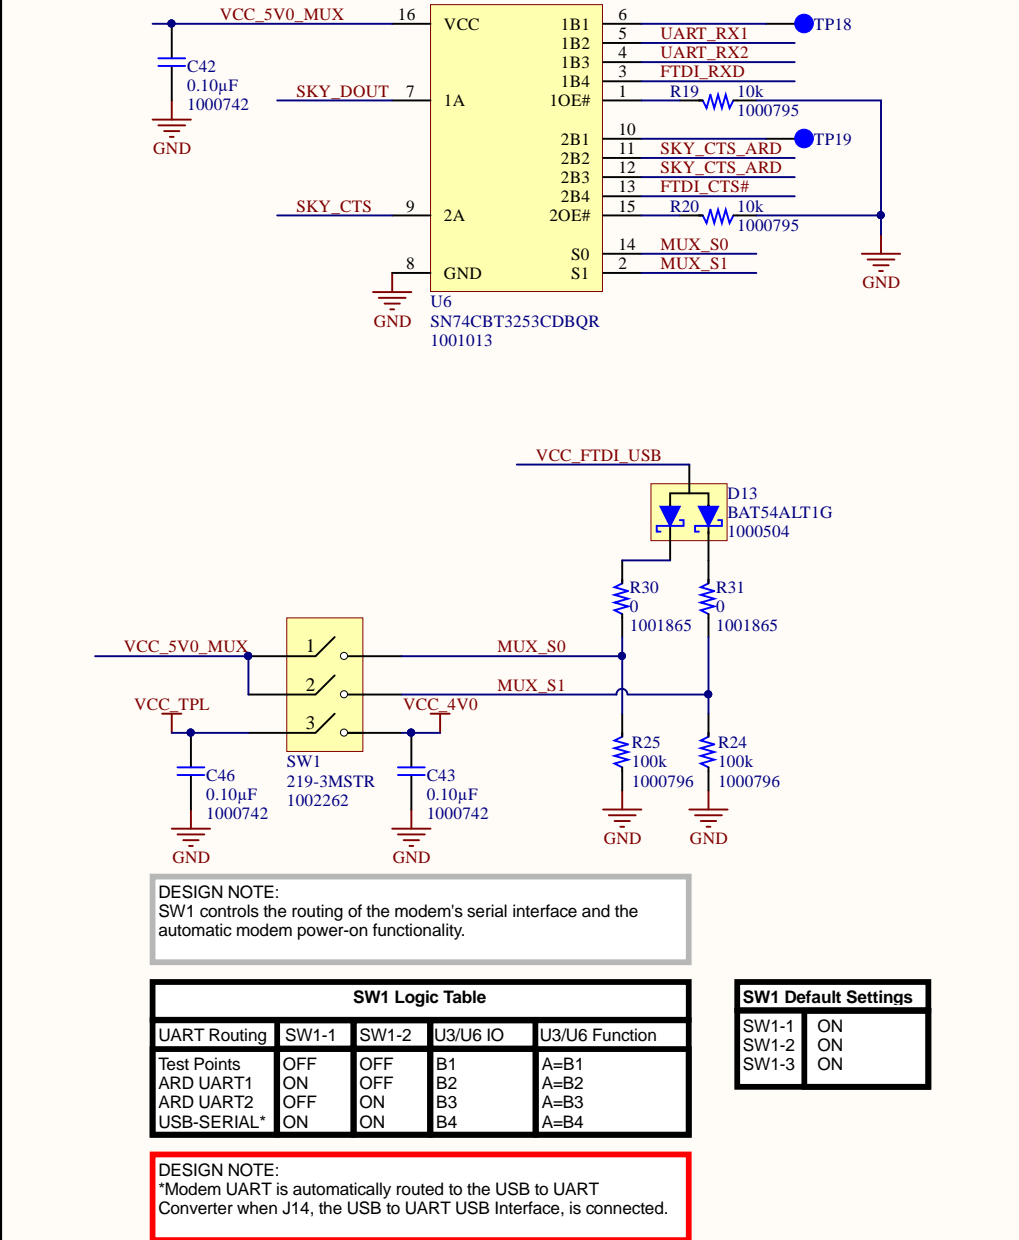 VCC_5V0_MUX
16
VCC
C42
0.10µF
1000742
GND
SKY_DOUT
7
1A
SKY_CTS
9
2A
8
GND
GND
1B1
6
TP18
1B2
5
UART_RX1
1B3
4
UART_RX2
1B4
3
FTDI_RXD
1OE#
1
R19
10k
1000795
2B1
10
TP19
2B2
11
SKY_CTS_ARD
2B3
12
SKY_CTS_ARD
2B4
13
FTDI_CTS#
2OE#
15
R20
10k
1000795
S0
14
MUX_S0
S1
2
MUX_S1
GND
U6
SN74CBT3253CDBQR
1001013
VCC_FTDI_USB
D13
BAT54ALT1G
1000504
R30
0
1001865
R31
0
1001865
VCC_5V0_MUX
1
MUX_S0
2
MUX_S1
VCC_TPL
3
VCC_4V0
SW1
219-3MSTR
1002262
C46
0.10µF
1000742
GND
C43
0.10µF
1000742
GND
R25
100k
1000796
GND
R24
100k
1000796
GND
DESIGN NOTE:
SW1 controls the routing of the modem's serial interface and the
automatic modem power-on functionality.
SW1 Logic Table
UART Routing SW1-1 SW1-2 U3/U6 IO U3/U6 Function
Test Points OFF OFF B1 A=B1
ARD UART1 ON OFF B2 A=B2
ARD UART2 OFF ON B3 A=B3
USB-SERIAL* ON ON B4 A=B4
SW1 Default Settings
SW1-1 ON
SW1-2 ON
SW1-3 ON
DESIGN NOTE:
*Modem UART is automatically routed to the USB to UART
Converter when J14, the USB to UART USB Interface, is connected.